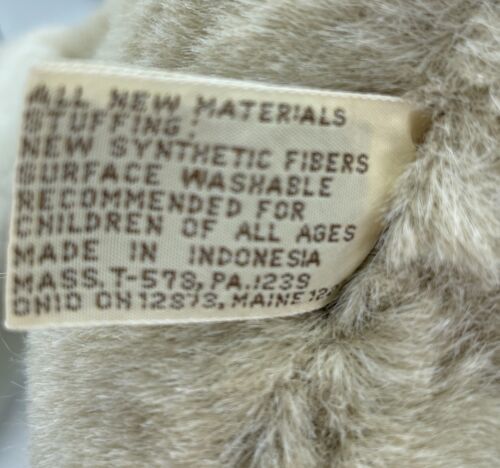 ALL NEW MATERIALS
STUFFING:
NEW SYNTHETIC FIBERS
SURFACE WASHABLE
RECOMMENDED FOR
CHILDREN OF ALL AGES
MADE IN INDONESIA
MASS. T-578, PA.1239
OHIO OH12873, MAINE